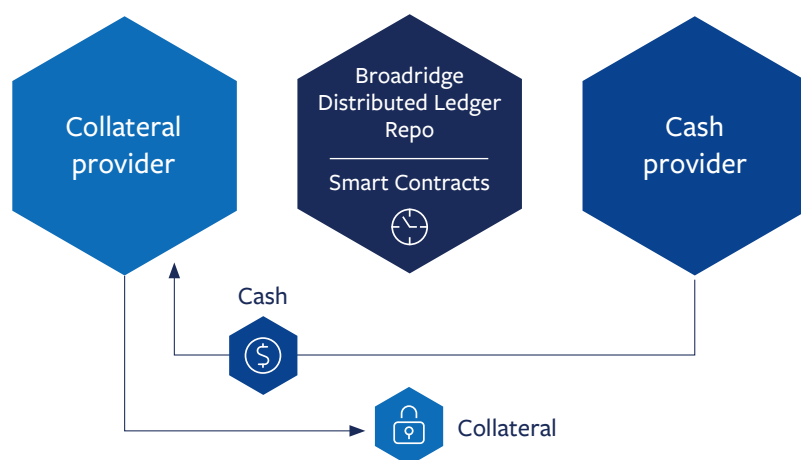 Collateral
provider
Broadridge
Distributed Ledger
Repo
Smart Contracts
Cash
provider
Cash
$
Collateral